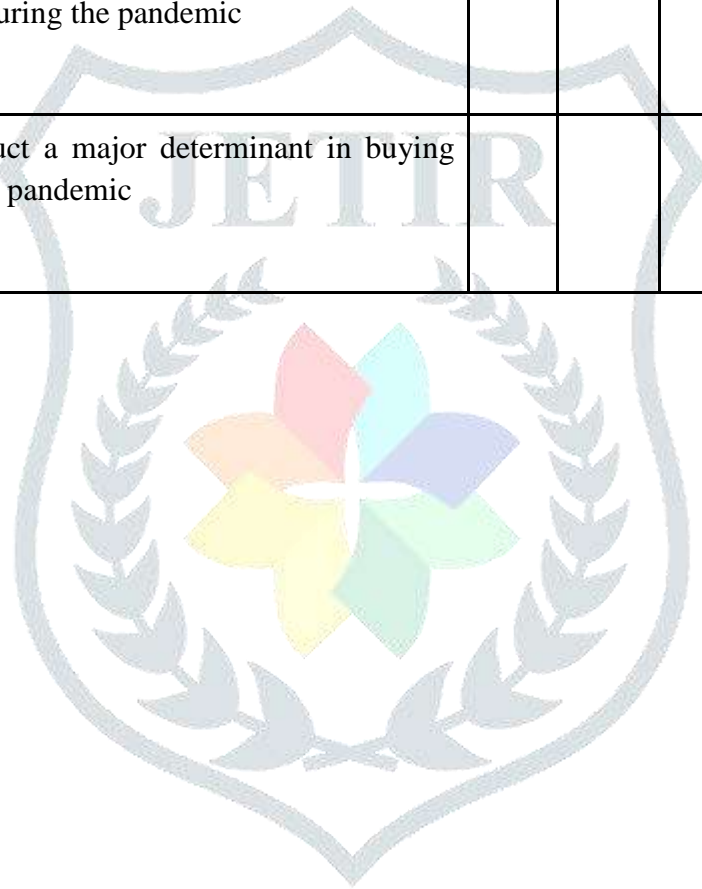 uring the pandemic
uct a major determinant in buying
pandemic
JETIR